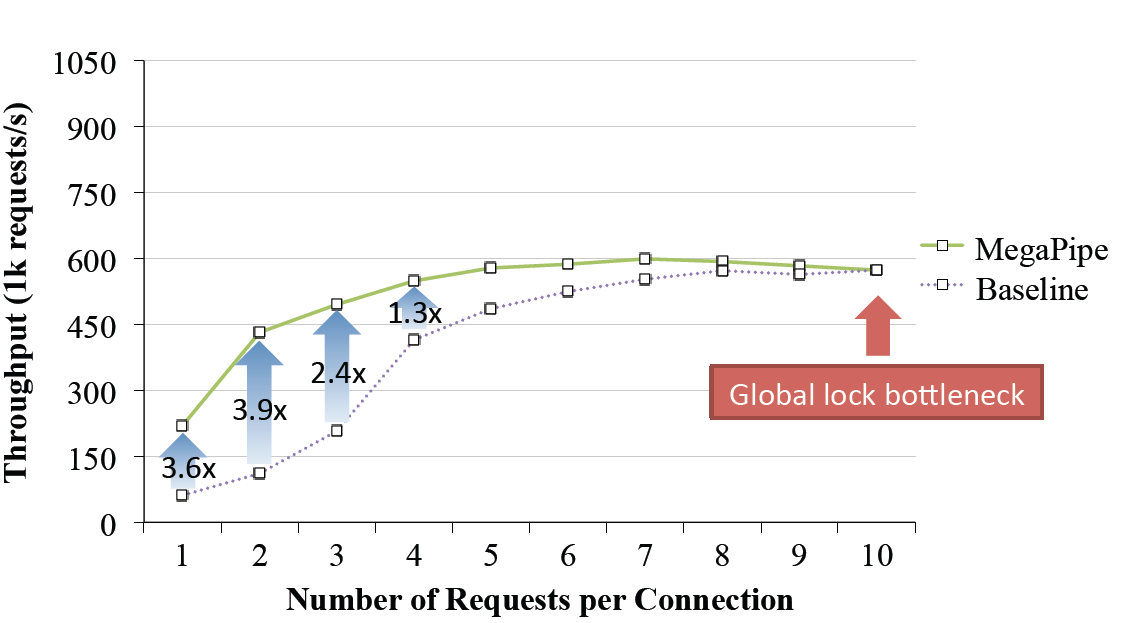 Throughput (1k requests/s)
1050
900
750
600
450
300
150
0
3.6x
3.9x
2.4x
1.3x
MegaPipe
Baseline
Global lock bottleneck
1 2 3 4 5 6 7 8 9 10
Number of Requests per Connection